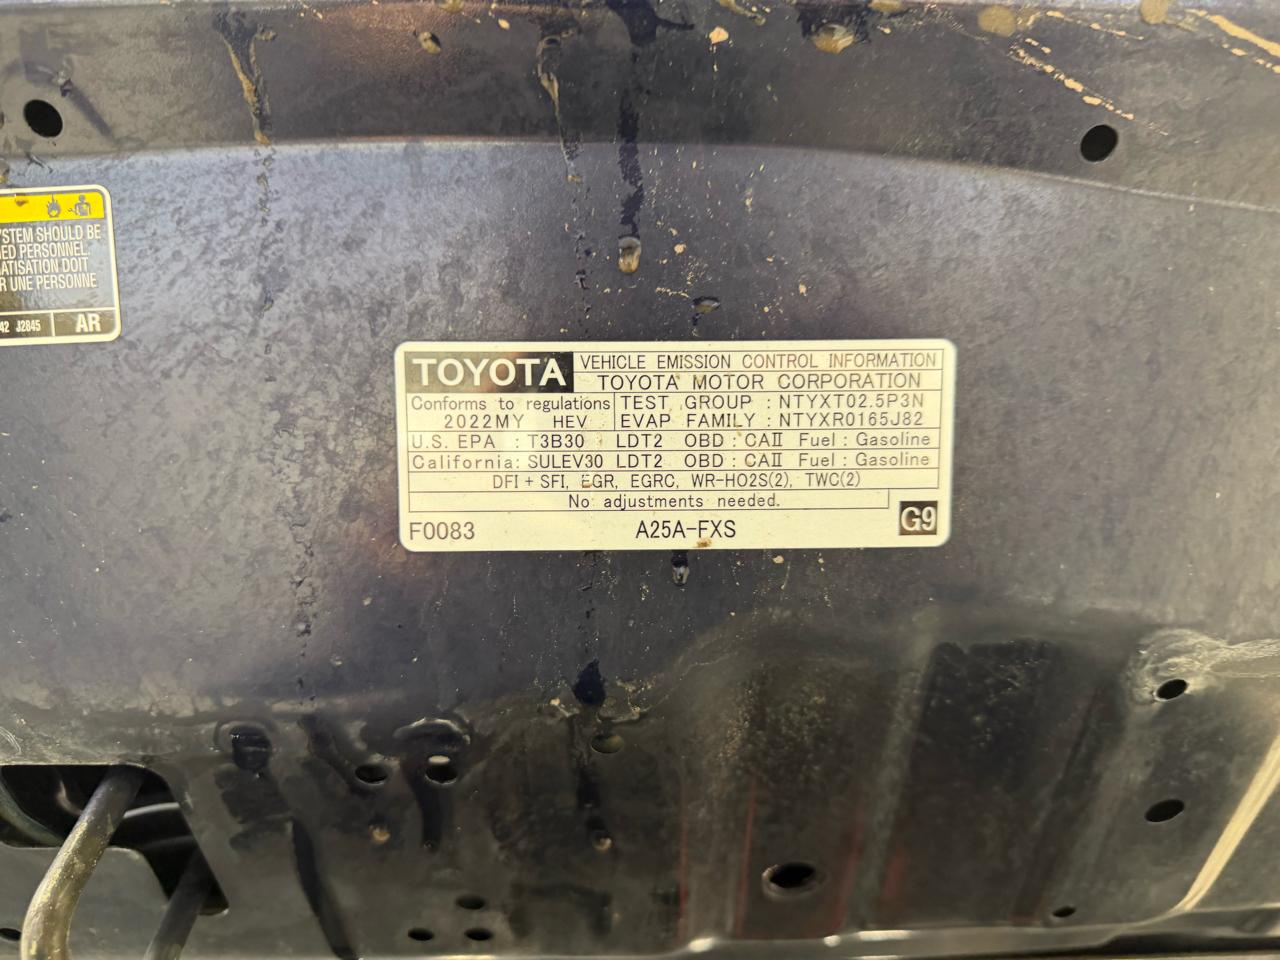 YSTEM SHOULD BE
ED PERSONNEL.
ATISATION DOIT
R UNE PERSONNE
42 J2845 AR
TOYOTA VEHICLE EMISSION CONTROL INFORMATION
TOYOTA MOTOR CORPORATION
Conforms to regulations TEST GROUP : NTYXT02.5P3N
2022MY HEV EVAP FAMILY : NTYXR0165J82
U.S. EPA : T3B30 LDT2 OBD : CAII Fuel : Gasoline
California: SULEV30 LDT2 OBD : CAII Fuel : Gasoline
DFI + SFI, EGR, EGRC, WR-HO2S(2), TWC(2)
No adjustments needed.
F0083 A25A-FXS G9